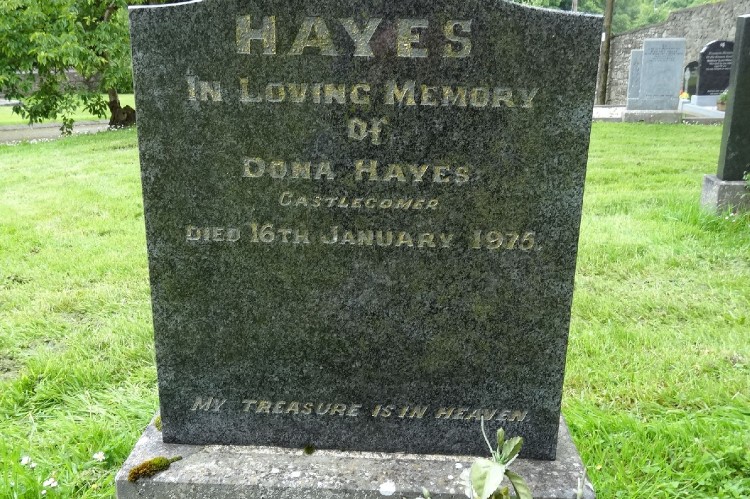 HAYES
IN LOVING MEMORY
OF
DONA HAYES
CASTLECOMER
DIED 16TH JANUARY 1975.
MY TREASURE IS IN HEAVEN